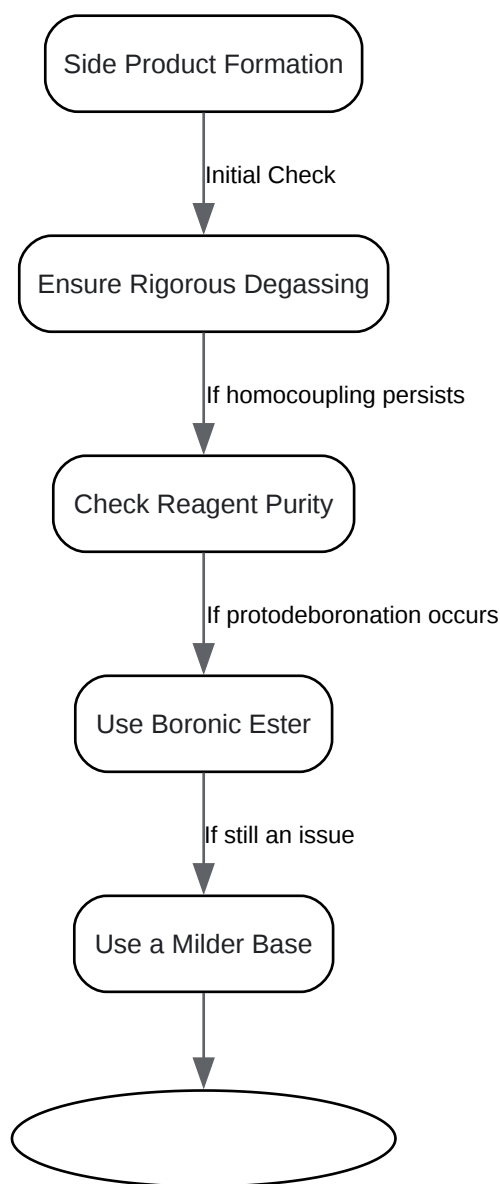 Side Product Formation
Initial Check
Ensure Rigorous Degassing
If homocoupling persists
Check Reagent Purity
If protodeboronation occurs
Use Boronic Ester
If still an issue
Use a Milder Base